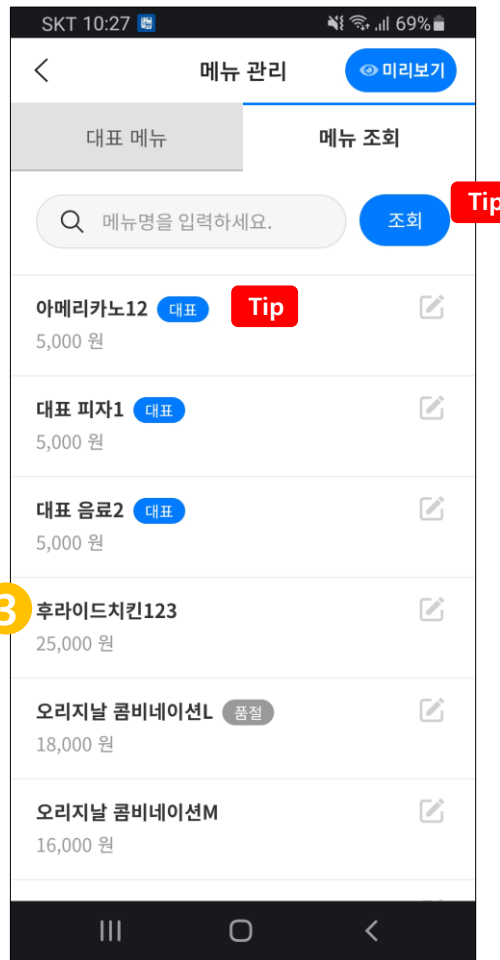 SKT 10:27 69%
메뉴 관리 미리보기
대표 메뉴 메뉴 조회
메뉴명을 입력하세요. 조회 Tip
아메리카노12 대표 Tip
5,000 원
대표 피자1 대표
5,000 원
대표 음료2 대표
5,000 원
3 후라이드치킨123
25,000 원
오리지날 콤비네이션L 품절
18,000 원
오리지날 콤비네이션M
16,000 원